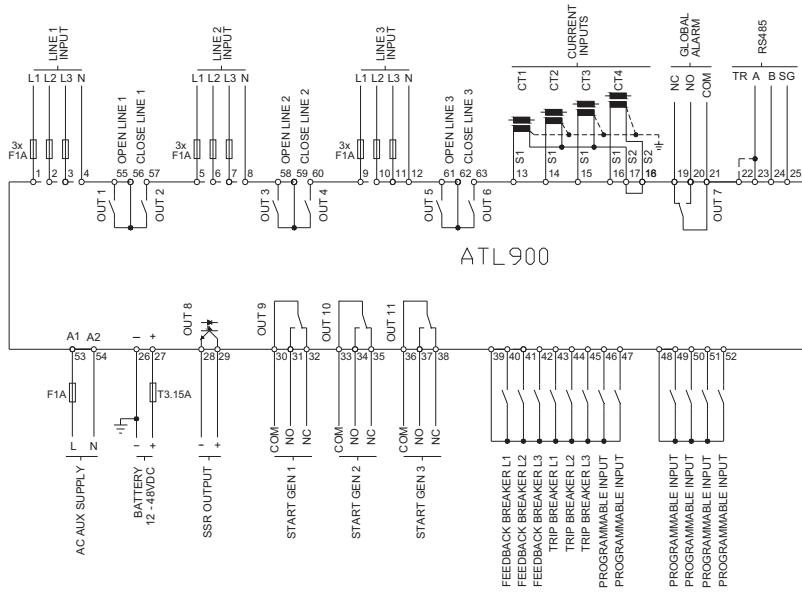 LINE 1
INPUT
L1 L2 L3 N
3x
F1A
1 2 3 4
OPEN LINE 1
CLOSE LINE 1
55 56 57
OUT 1
OUT 2
LINE 2
INPUT
L1 L2 L3 N
3x
F1A
5 6 7 8
OPEN LINE 2
CLOSE LINE 2
58 59 60
OUT 3
OUT 4
LINE 3
INPUT
L1 L2 L3 N
3x
F1A
9 10 11 12
OPEN LINE 3
CLOSE LINE 3
61 62 63
OUT 5
OUT 6
CURRENT
INPUTS
CT1 CT2 CT3 CT4
S1 S1 S1 S1 S2 S2
13 14 15 16 17 18
GLOBAL
ALARM
NC NO COM
19 20 21
OUT 7
RS485
TR A B SG
22 23 24 25
ATL900
A1 A2
53 54
F1A
L N
AC AUX SUPPLY
– +
26 27
T3.15A
– +
BATTERY
12 - 48VDC
OUT 8
28 29
– +
SSR OUTPUT
OUT 9
30 31 32
COM NO NC
START GEN 1
OUT 10
33 34 35
COM NO NC
START GEN 2
OUT 11
36 37 38
COM NO NC
START GEN 3
39 40 41 42 43 44 45 46 47
FEEDBACK BREAKER L1
FEEDBACK BREAKER L2
FEEDBACK BREAKER L3
TRIP BREAKER L1
TRIP BREAKER L2
TRIP BREAKER L3
PROGRAMMABLE INPUT
PROGRAMMABLE INPUT
48 49 50 51 52
PROGRAMMABLE INPUT
PROGRAMMABLE INPUT
PROGRAMMABLE INPUT
PROGRAMMABLE INPUT